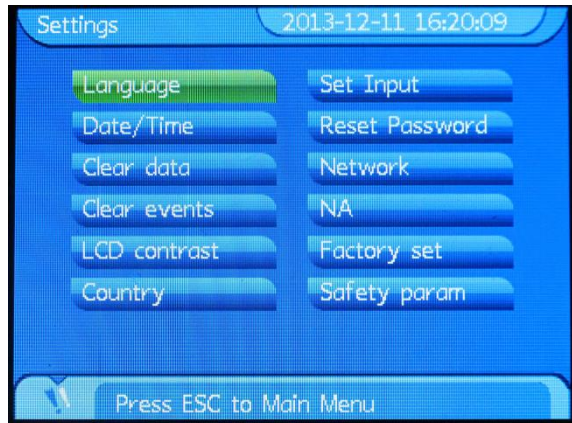 Settings
2013-12-11 16:20:09
Language
Date/Time
Clear data
Clear events
LCD contrast
Country
Set Input
Reset Password
Network
NA
Factory set
Safety param
Press ESC to Main Menu